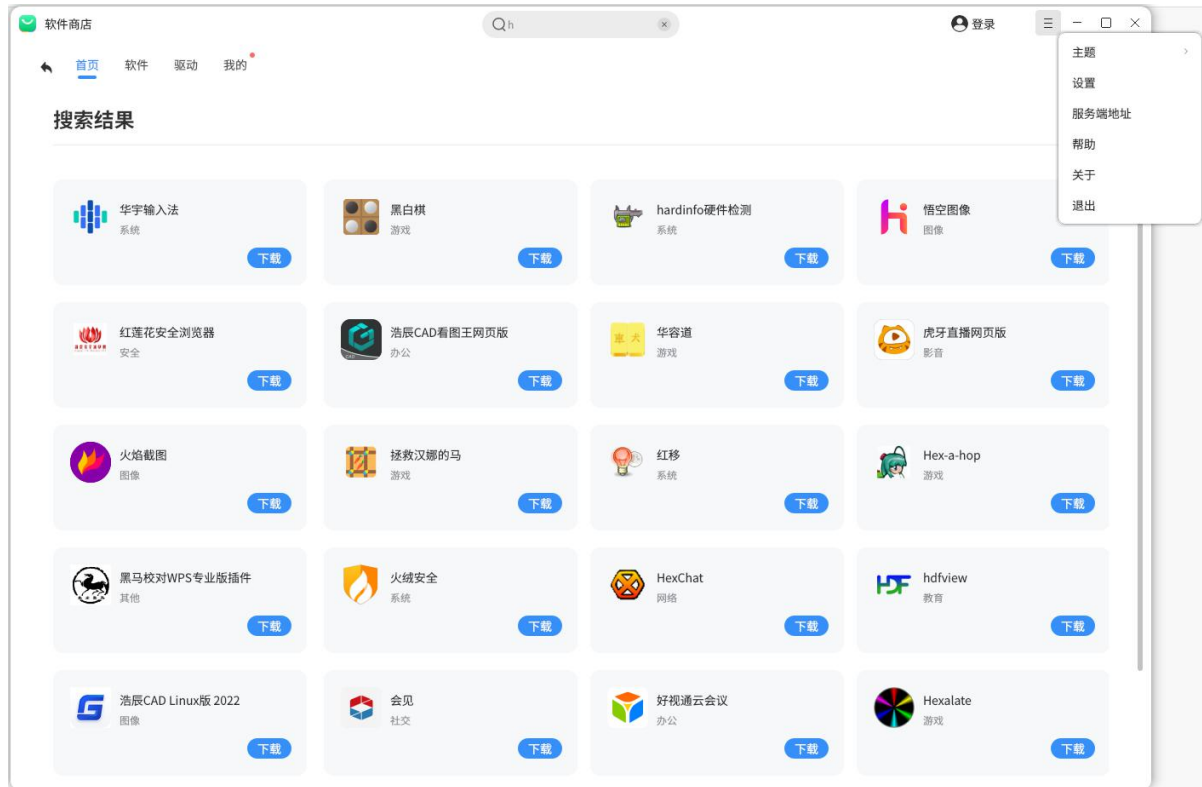 软件商店
h
登录
首页
软件
驱动
我的
主题
设置
服务端地址
帮助
关于
退出
搜索结果
华宇输入法
系统
下载
黑白棋
游戏
下载
hardinfo硬件检测
系统
下载
悟空图像
图像
下载
红莲花安全浏览器
安全
下载
浩辰CAD看图王网页版
办公
下载
华容道
游戏
下载
虎牙直播网页版
影音
下载
火焰截图
图像
下载
拯救汉娜的马
游戏
下载
红移
系统
下载
Hex-a-hop
游戏
下载
黑马校对WPS专业版插件
其他
下载
火绒安全
系统
下载
HexChat
网络
下载
HDF
hdfview
教育
下载
浩辰CAD Linux版 2022
图像
下载
会见
社交
下载
好视通云会议
办公
下载
Hexalate
游戏
下载